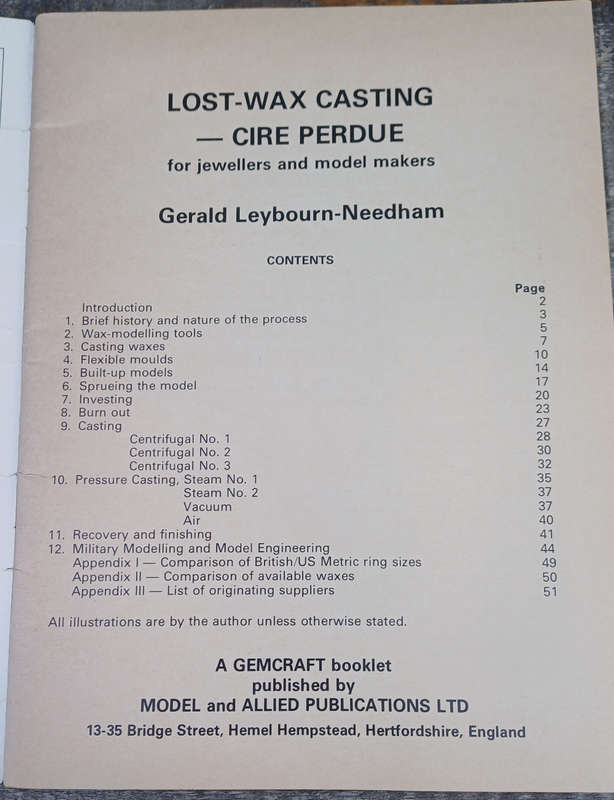 LOST-WAX CASTING
— CIRE PERDUE
for jewellers and model makers
Gerald Leybourn-Needham
CONTENTS
Page
Introduction 2
1. Brief history and nature of the process 3
2. Wax-modelling tools 5
3. Casting waxes 7
4. Flexible moulds 10
5. Built-up models 14
6. Sprueing the model 17
7. Investing 20
8. Burn out 23
9. Casting 27
Centrifugal No. 1 28
Centrifugal No. 2 30
Centrifugal No. 3 32
10. Pressure Casting, Steam No. 1 35
Steam No. 2 37
Vacuum 37
Air 40
11. Recovery and finishing 41
12. Military Modelling and Model Engineering 44
Appendix I — Comparison of British/US Metric ring sizes 49
Appendix II — Comparison of available waxes 50
Appendix III — List of originating suppliers 51
All illustrations are by the author unless otherwise stated.
A GEMCRAFT booklet
published by
MODEL and ALLIED PUBLICATIONS LTD
13-35 Bridge Street, Hemel Hempstead, Hertfordshire, England